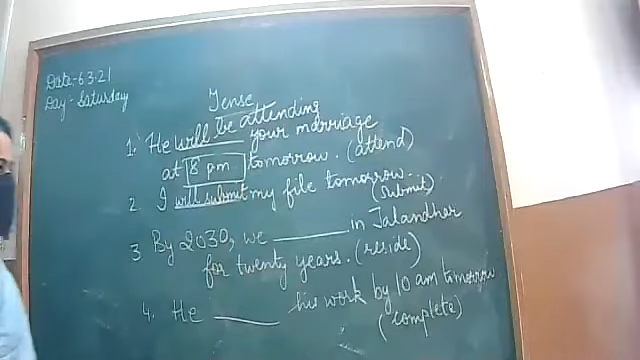 Date:-6.3.21
Day:- Saturday
Tense
1. He will be attending your marriage
at 8 pm tomorrow. (attend)
2. I will submit my file tomorrow.
(submit)
3 By 2030, we ______ in Jalandhar
for twenty years. (reside)
4. He ______ his work by 10 am tomorrow
(complete)